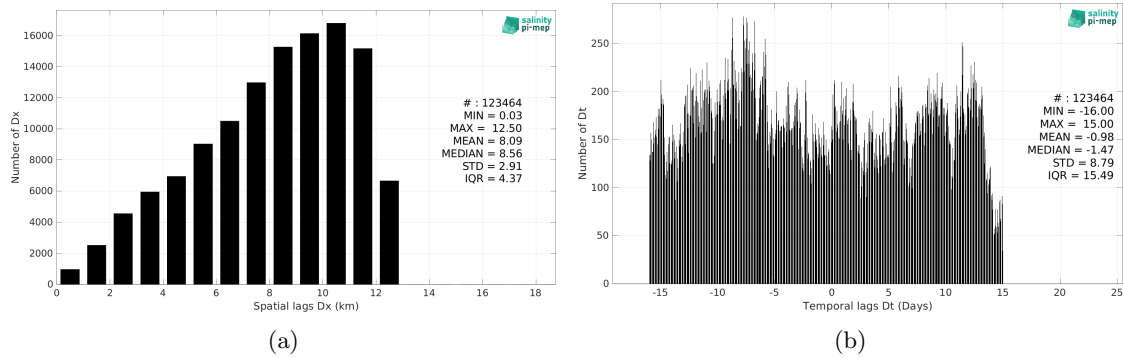 salinity
pi-mep
16000
14000
12000
10000
8000
6000
4000
2000
0
Number of Dx
# : 123464
MIN = 0.03
MAX = 12.50
MEAN = 8.09
MEDIAN = 8.56
STD = 2.91
IQR = 4.37
0 2 4 6 8 10 12 14 16 18
Spatial lags Dx (km)
(a)
salinity
pi-mep
250
200
150
100
50
0
Number of Dt
# : 123464
MIN = -16.00
MAX = 15.00
MEAN = -0.98
MEDIAN = -1.47
STD = 8.79
IQR = 15.49
-15 -10 -5 0 5 10 15 20 25
Temporal lags Dt (Days)
(b)